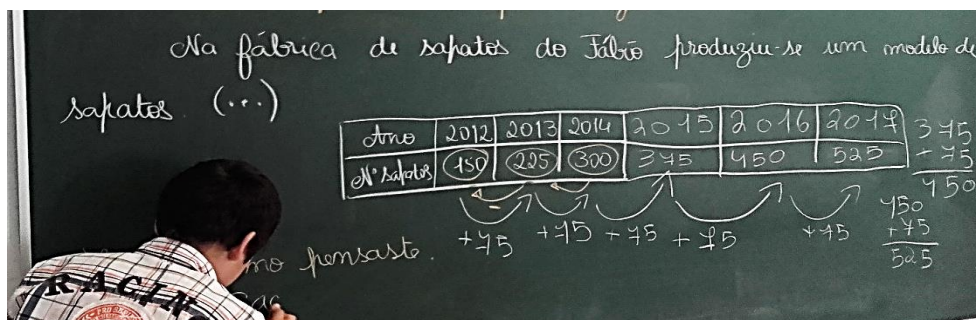 Na fábrica de sapatos do Fábio produziu-se um modelo de
sapatos (...)
Ano 2012 2013 2014 2015 2016 2017
Nº sapatos 150 225 300 375 450 525
+75 +75 +75 +75 +75
375
+75
450
450
+75
525
pensaste.
RACIN